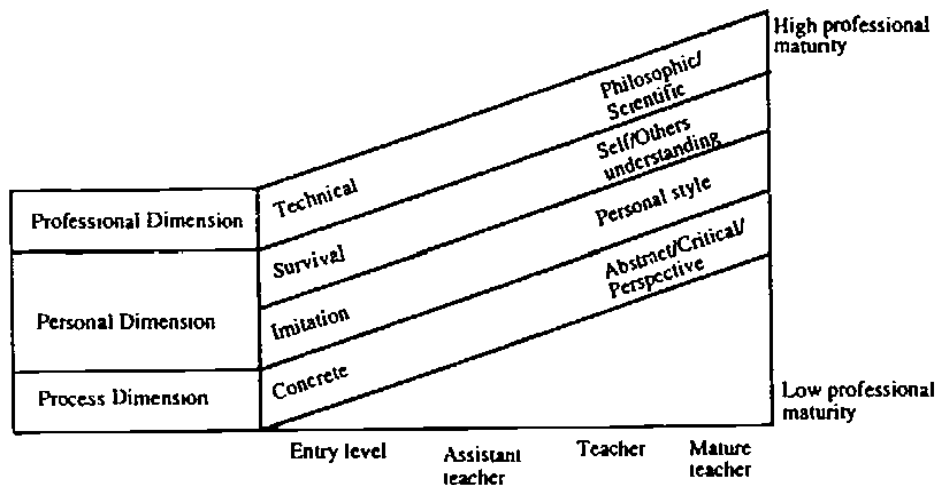 High professional
maturity
Philosophic/
Scientific
Technical
Self/Others
understanding
Professional Dimension
Survival
Personal style
Personal Dimension
Imitation
Abstract/Critical/
Perspective
Process Dimension
Concrete
Low professional
maturity
Entry level
Assistant
teacher
Teacher
Mature
teacher